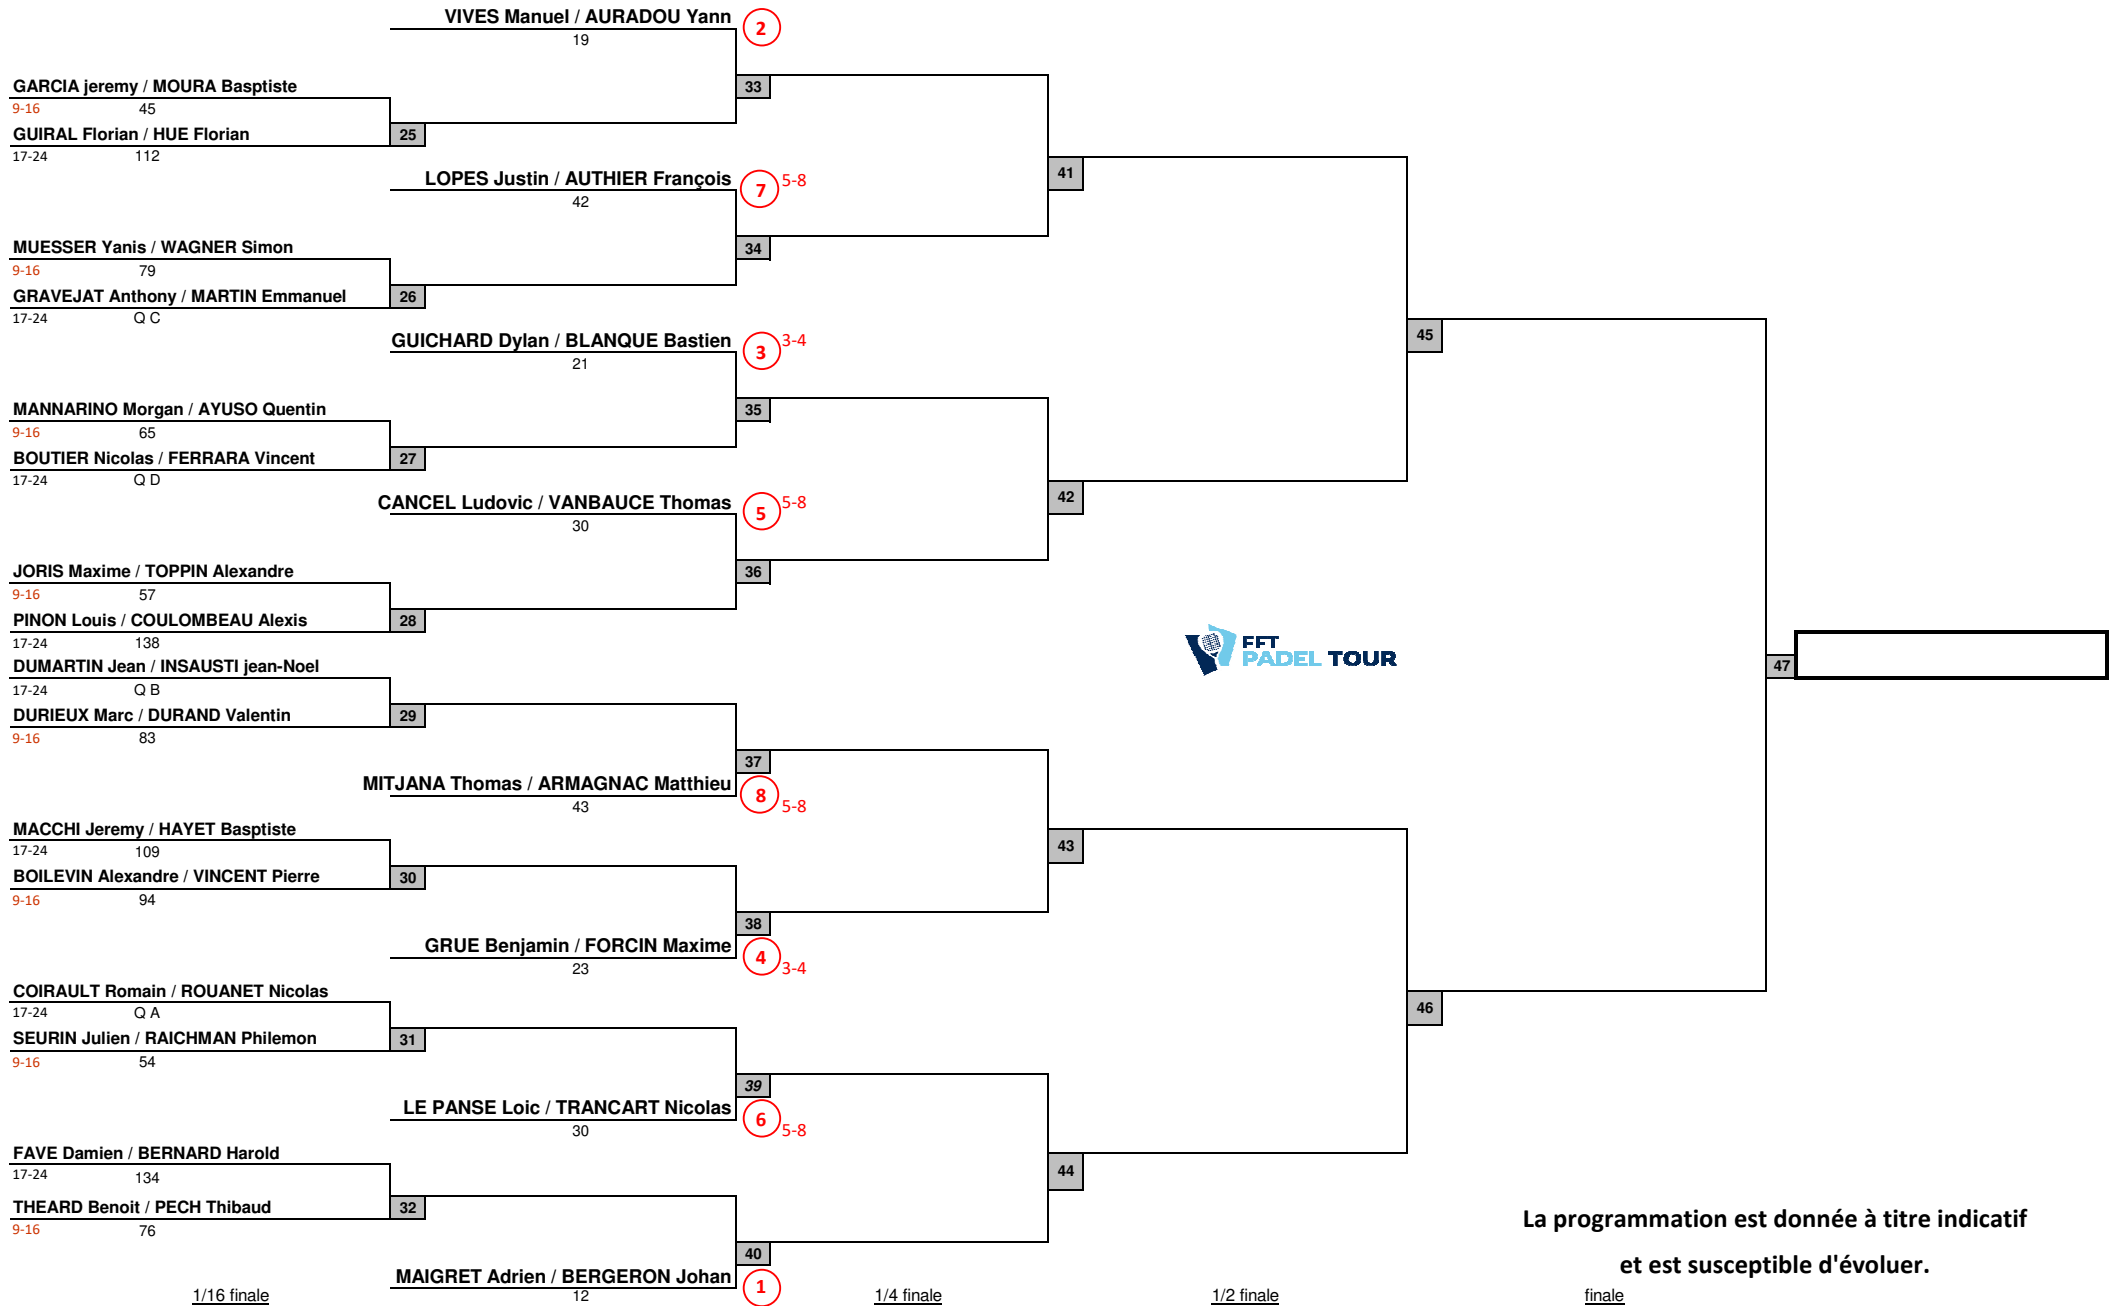 VIVES Manuel / AURADOU Yann
2
19
GARCIA jeremy / MOURA Basptiste
33
9-16 45
GUIRAL Florian / HUE Florian
25
17-24 112
LOPES Justin / AUTHIER François
7 5-8
41
42
MUESSER Yanis / WAGNER Simon
34
9-16 79
GRAVEJAT Anthony / MARTIN Emmanuel
26
17-24 Q C
GUICHARD Dylan / BLANQUE Bastien
3 3-4
45
21
MANNARINO Morgan / AYUSO Quentin
35
9-16 65
BOUTIER Nicolas / FERRARA Vincent
27
17-24 Q D
CANCEL Ludovic / VANBAUCE Thomas
5 5-8
42
30
JORIS Maxime / TOPPIN Alexandre
36
9-16 57
PINON Louis / COULOMBEAU Alexis
28
17-24 138
FFT
PADEL TOUR
DUMARTIN Jean / INSAUSTI jean-Noel
47
17-24 Q B
DURIEUX Marc / DURAND Valentin
29
9-16 83
37
MITJANA Thomas / ARMAGNAC Matthieu
8 5-8
43
MACCHI Jeremy / HAYET Basptiste
43
17-24 109
BOILEVIN Alexandre / VINCENT Pierre
30
9-16 94
38
GRUE Benjamin / FORCIN Maxime
4 3-4
23
COIRAULT Romain / ROUANET Nicolas
46
17-24 Q A
SEURIN Julien / RAICHMAN Philemon
31
9-16 54
39
LE PANSE Loic / TRANCART Nicolas
6 5-8
30
FAVE Damien / BERNARD Harold
44
17-24 134
THEARD Benoit / PECH Thibaud
32
9-16 76
La programmation est donnée à titre indicatif
et est susceptible d'évoluer.
40
MAIGRET Adrien / BERGERON Johan
1
12
1/16 finale 1/4 finale 1/2 finale finale